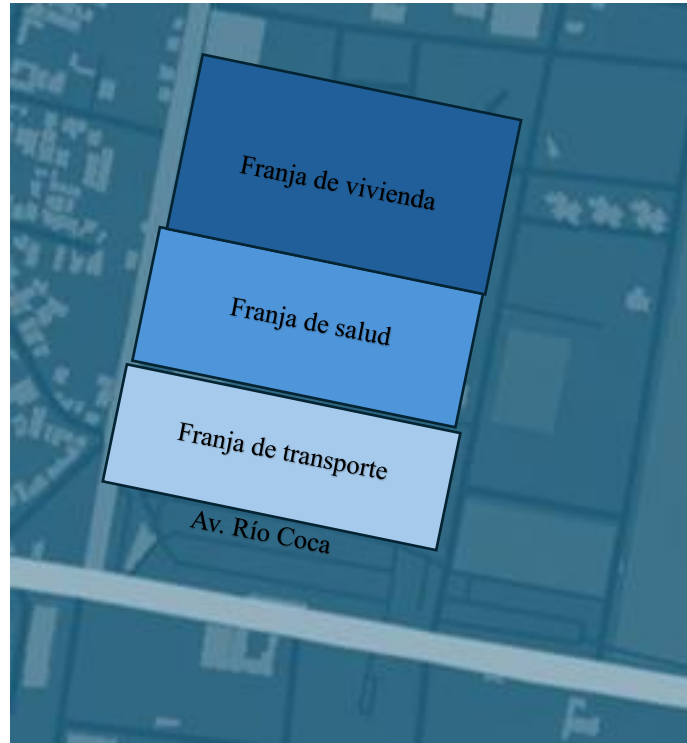 Franja de vivienda
Franja de salud
Franja de transporte
Av. Río Coca